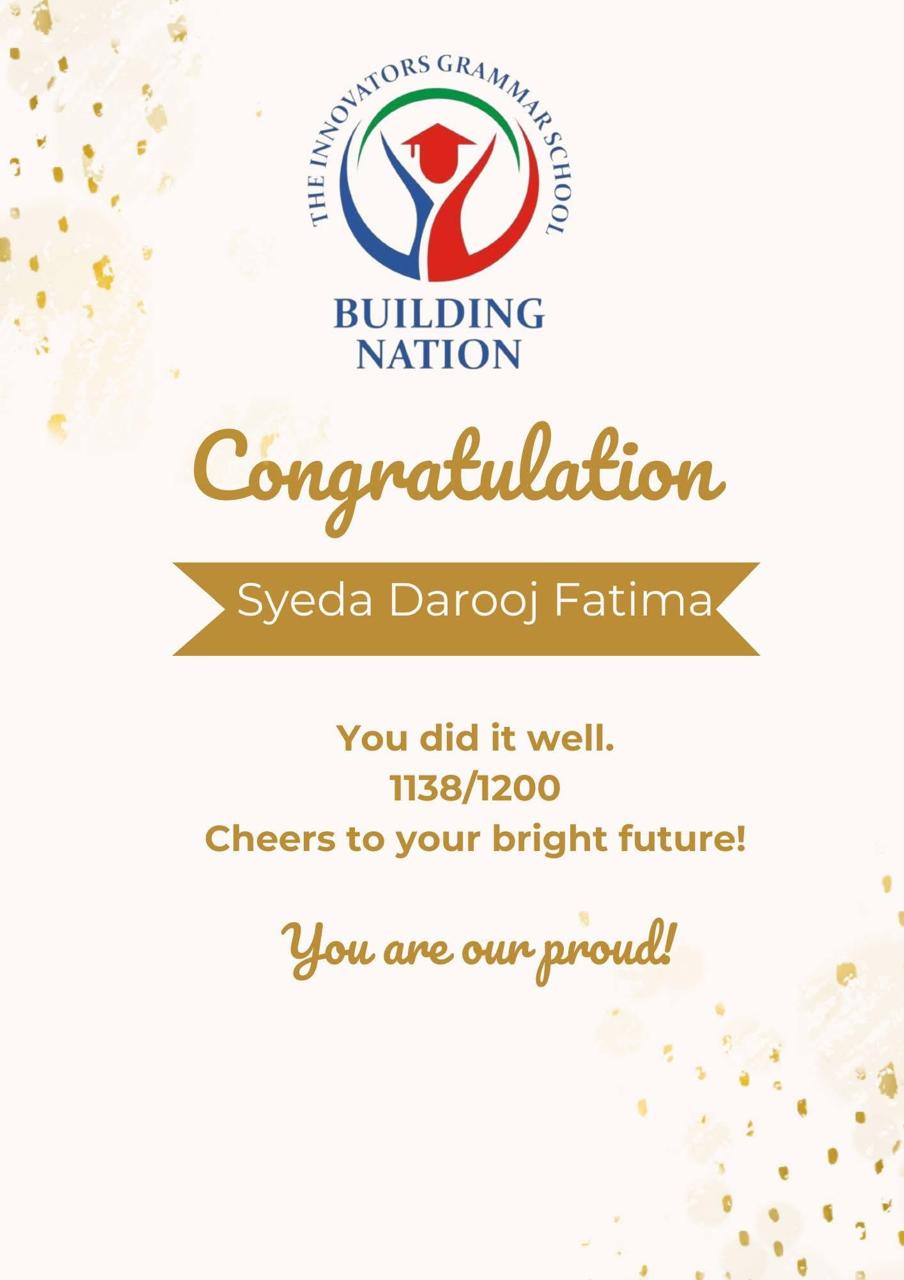 THE INNOVATORS GRAMMAR SCHOOL
BUILDING
NATION
Congratulation
Syeda Darooj Fatima
You did it well.
1138/1200
Cheers to your bright future!
You are our proud!